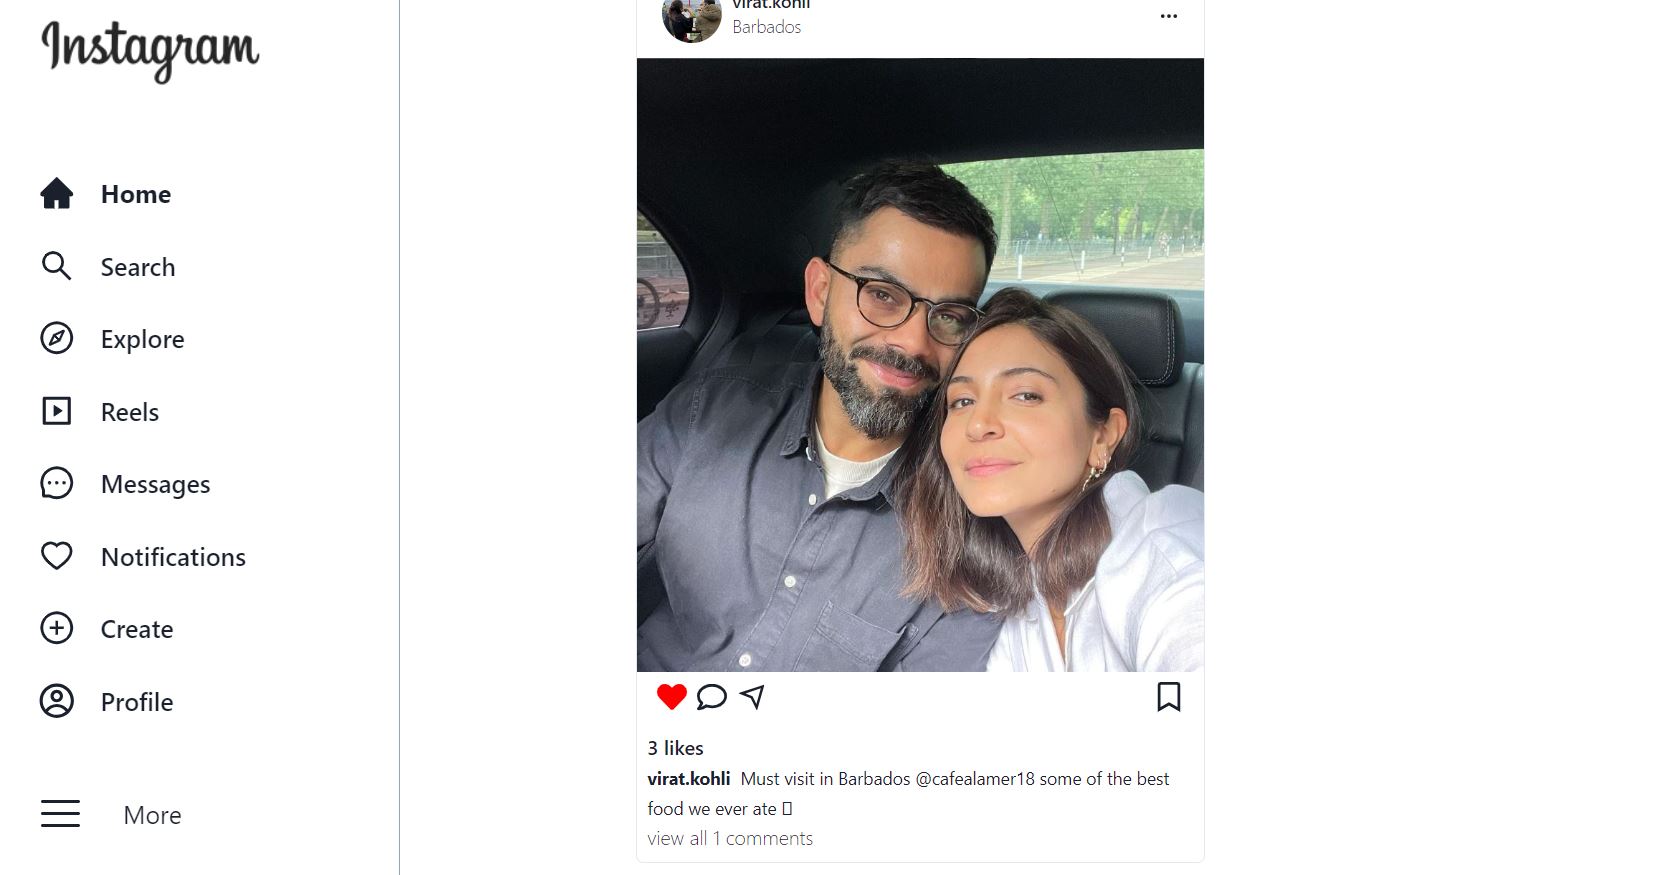 Instagram
virat.kohli
Barbados
Home
Search
Explore
Reels
Messages
Notifications
Create
Profile
More
3 likes
virat.kohli Must visit in Barbados @cafealamer18 some of the best
food we ever ate
view all 1 comments